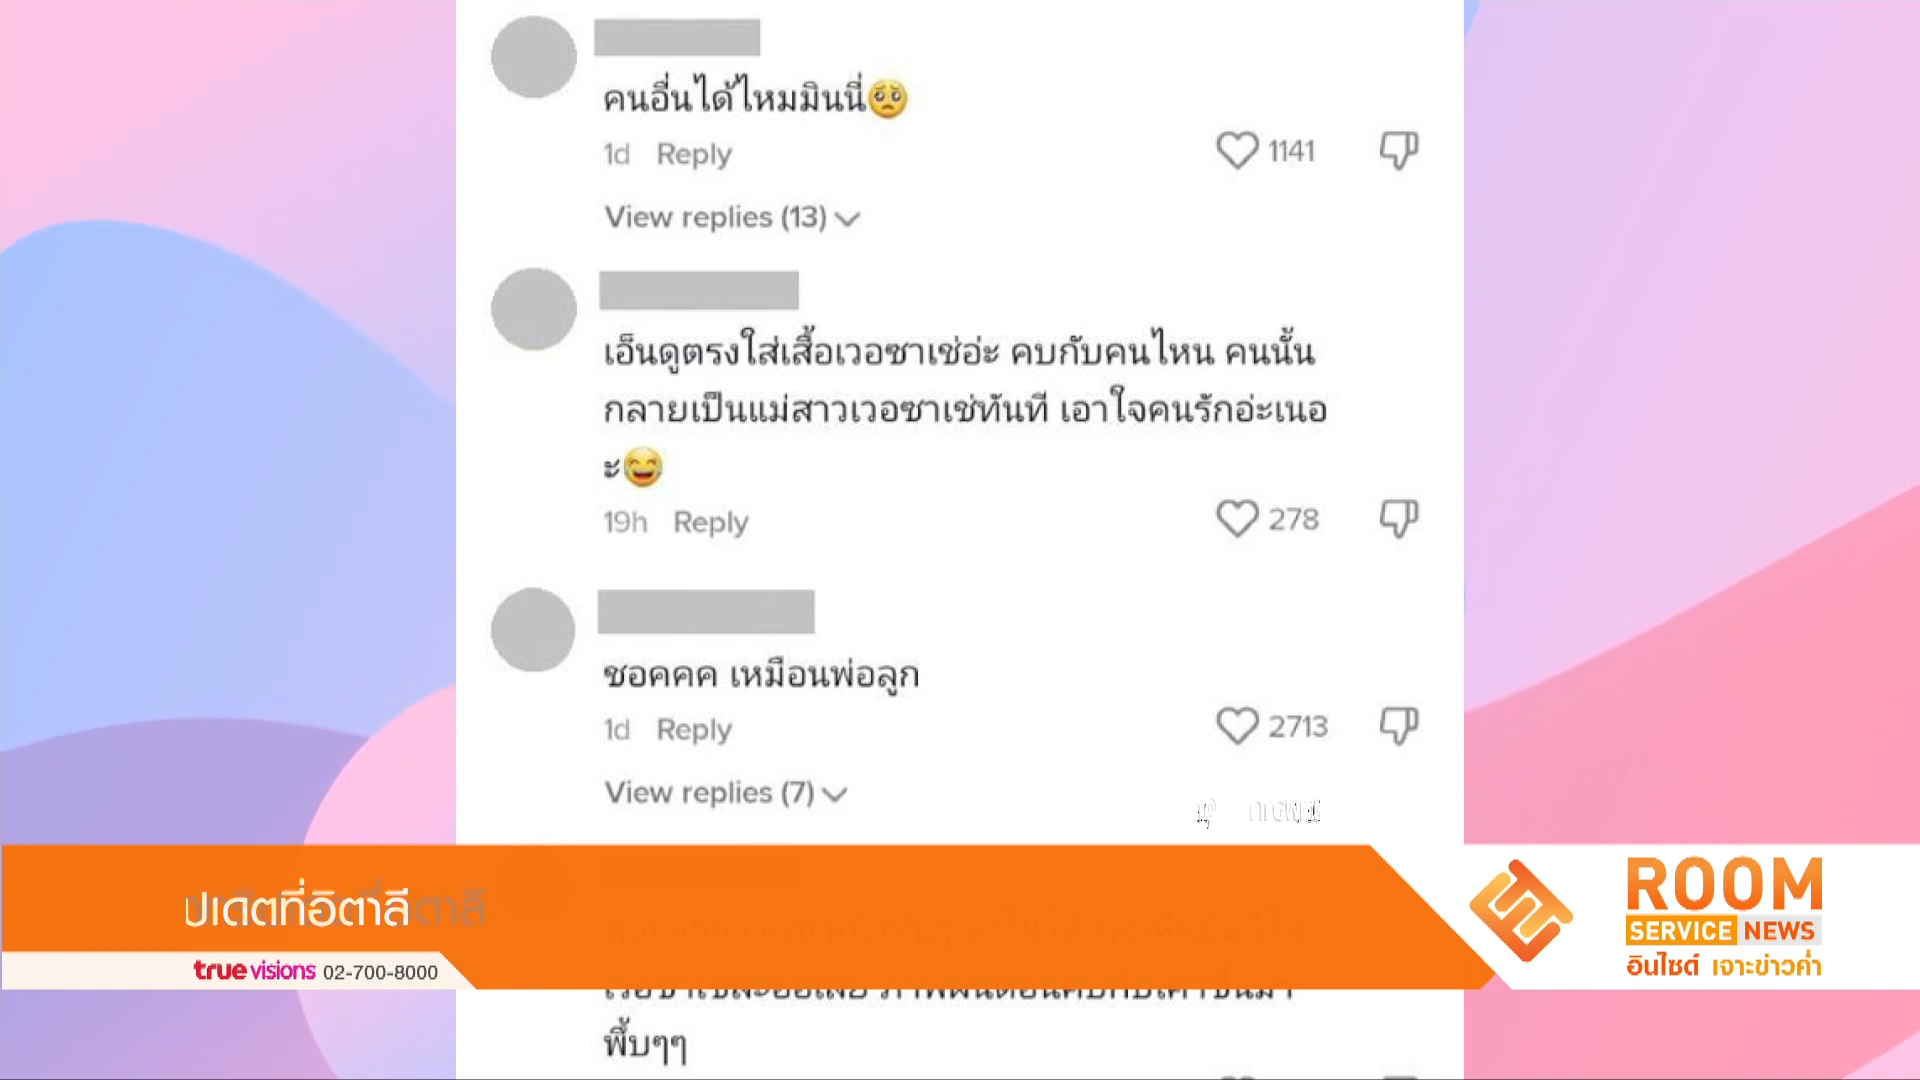 คนอื่นได้ไหมมินนี่🥺
1d Reply
1141
View replies (13)
เอ็นดูตรงใส่เสื้อเวอซาเช่อ่ะ คบกับคนไหน คนนั้น
กลายเป็นแม่สาวเวอซาเช่ทันที เอาใจคนรักอ่ะเนอ
ะ😂
19h Reply
278
ชอคคค เหมือนพ่อลูก
1d Reply
2713
View replies (7)
ปเดิตที่อิตาลี
true visions 02-700-8000
ROOM
SERVICE NEWS
อินไซด์ เจาะข่าวค่ำ
พึ้บๆๆ